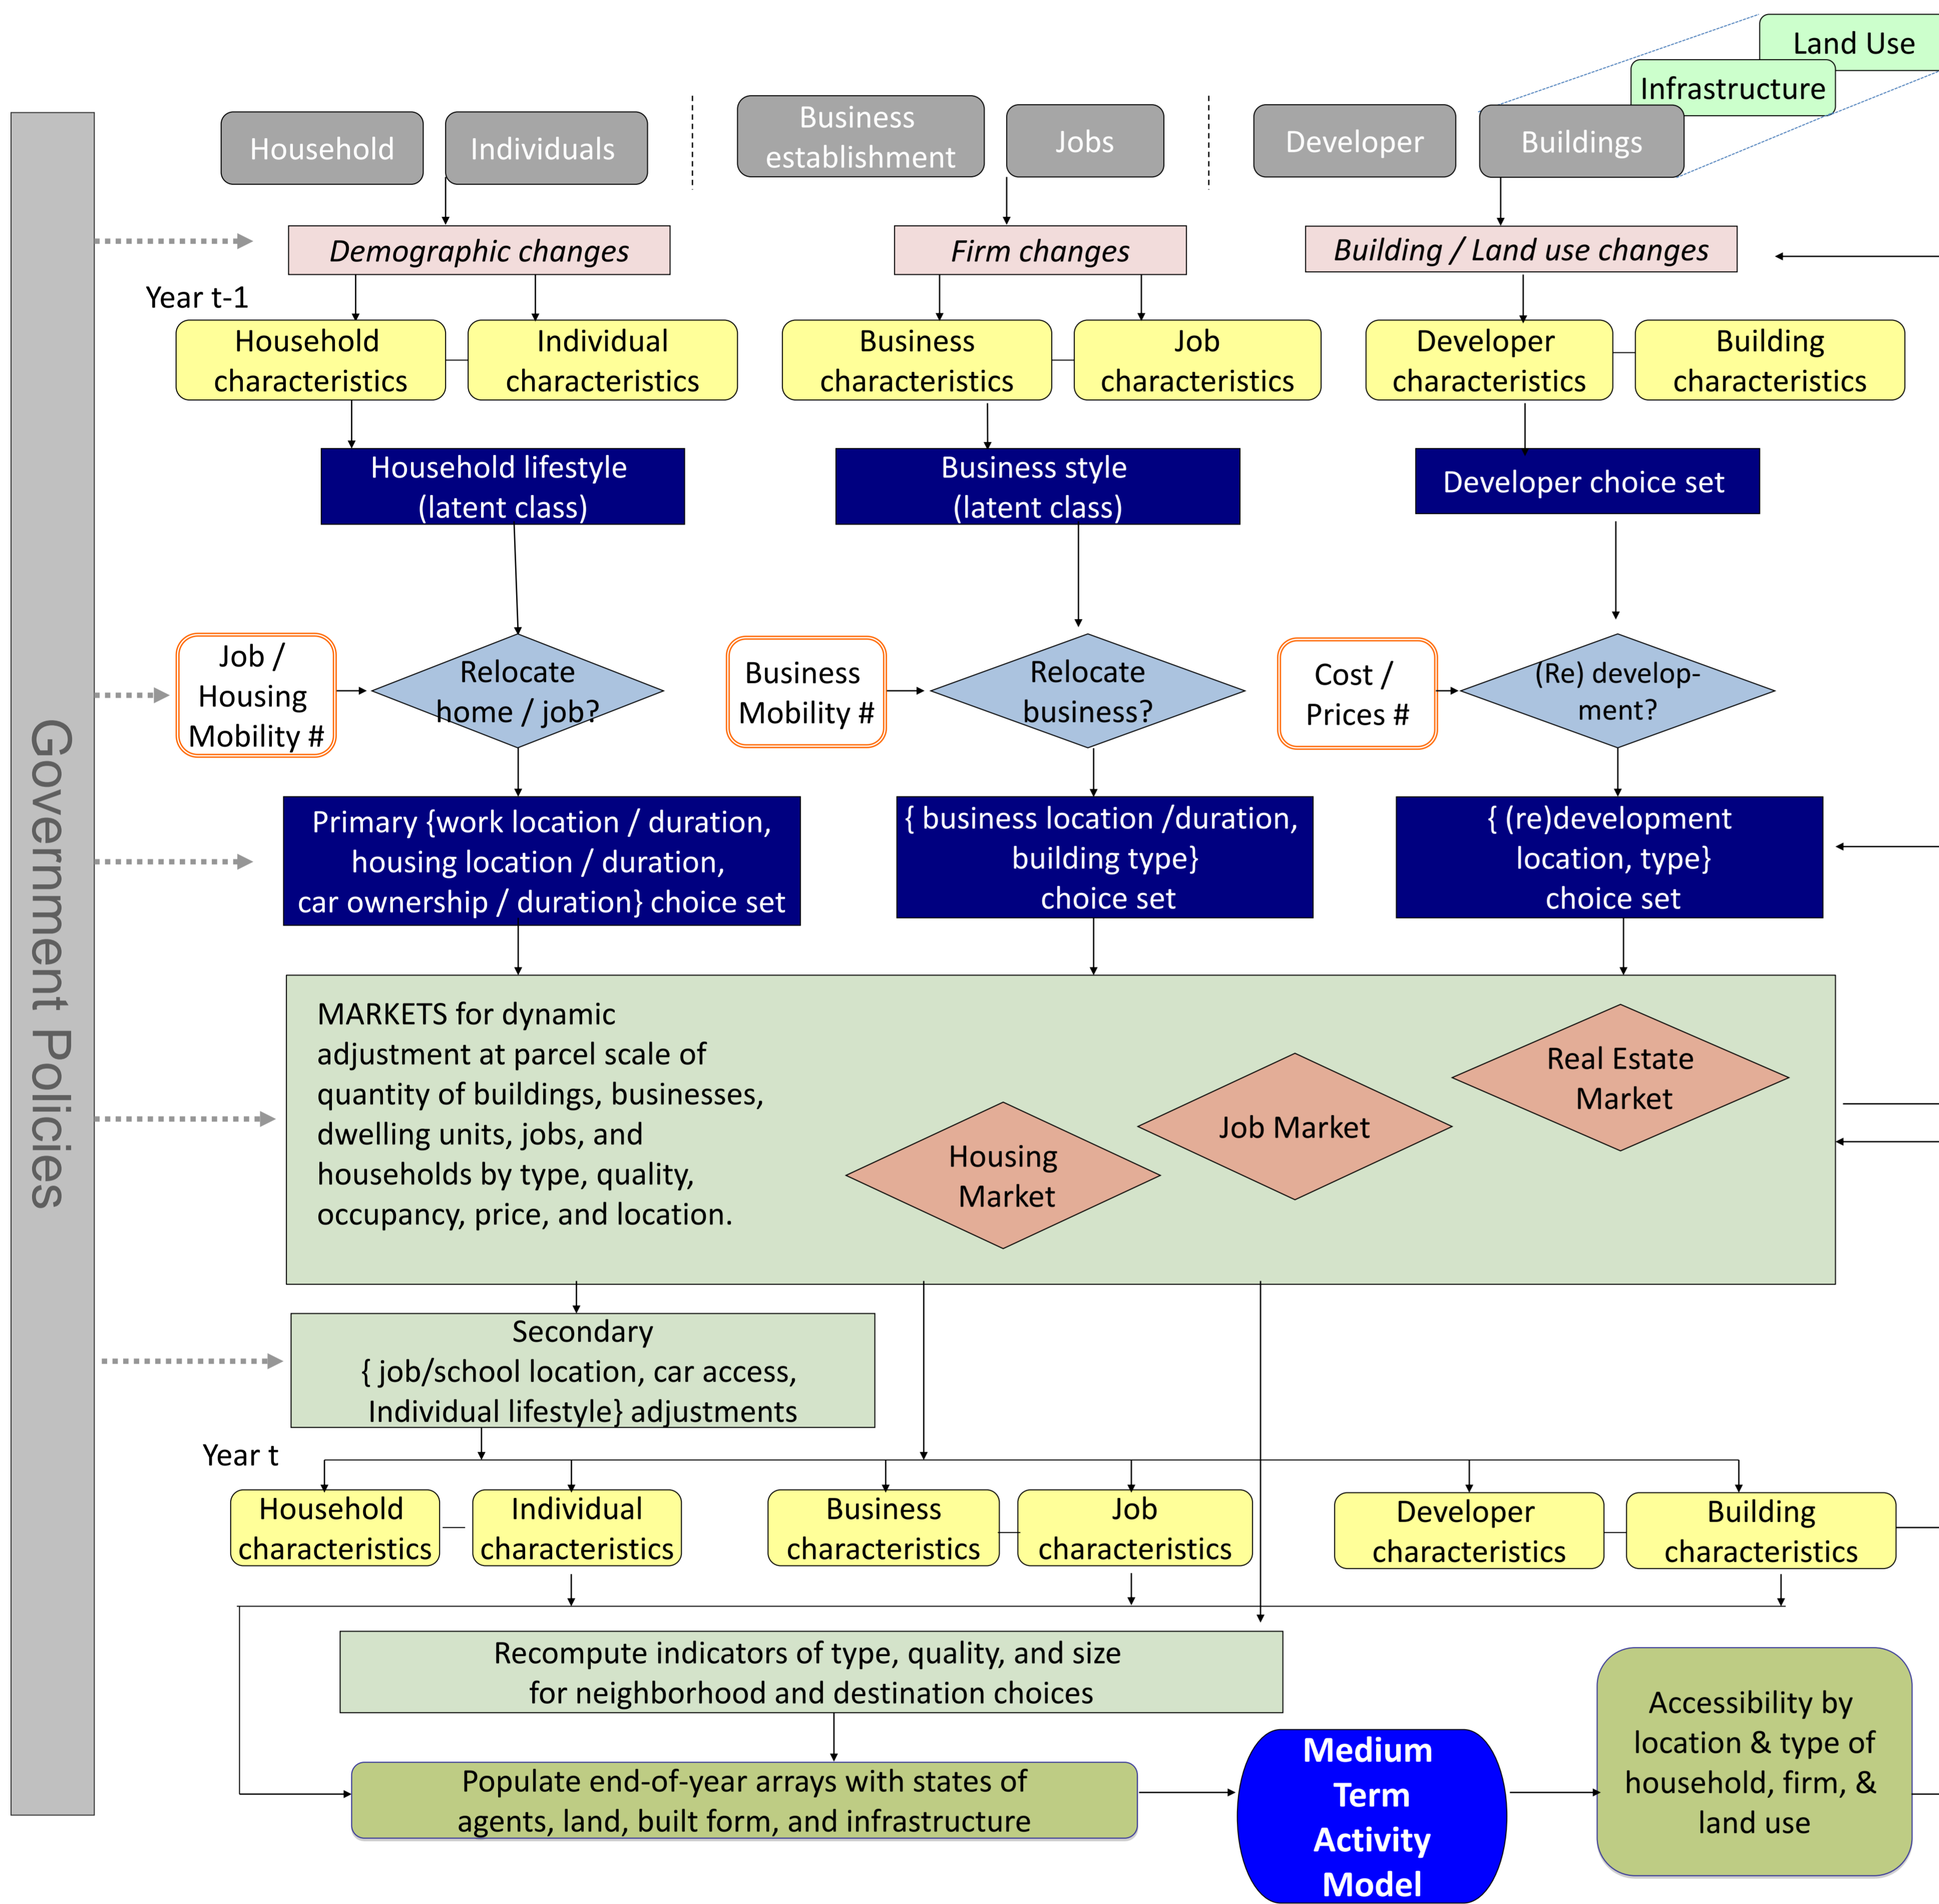 Land Use
Infrastructure
Household
Individuals
Business
establishment
Jobs
Developer
Buildings
Demographic changes
Firm changes
Building / Land use changes
Year t-1
Household
characteristics
Individual
characteristics
Business
characteristics
Job
characteristics
Developer
characteristics
Building
characteristics
Household lifestyle
(latent class)
Business style
(latent class)
Developer choice set
Job /
Housing
Mobility #
Relocate
home / job?
Business
Mobility #
Relocate
business?
Cost /
Prices #
(Re) develop-
ment?
Government Policies
Primary {work location / duration,
housing location / duration,
car ownership / duration} choice set
{ business location /duration,
building type}
choice set
{ (re)development
location, type}
choice set
MARKETS for dynamic
adjustment at parcel scale of
quantity of buildings, businesses,
dwelling units, jobs, and
households by type, quality,
occupancy, price, and location.
Housing
Market
Job Market
Real Estate
Market
Secondary
{ job/school location, car access,
Individual lifestyle} adjustments
Year t
Household
characteristics
Individual
characteristics
Business
characteristics
Job
characteristics
Developer
characteristics
Building
characteristics
Recompute indicators of type, quality, and size
for neighborhood and destination choices
Populate end-of-year arrays with states of
agents, land, built form, and infrastructure
Medium
Term
Activity
Model
Accessibility by
location & type of
household, firm, &
land use